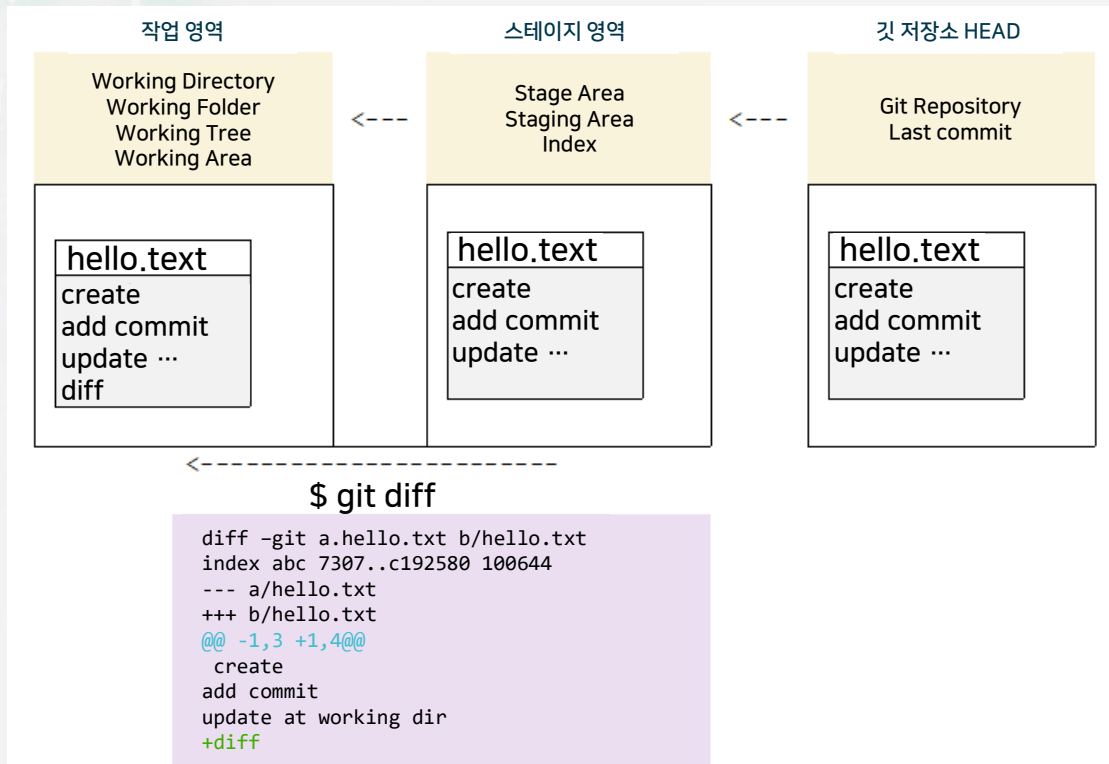 작업 영역
스테이지 영역
깃 저장소 HEAD
Working Directory
Working Folder
Working Tree
Working Area
<---
Stage Area
Staging Area
Index
<---
Git Repository
Last commit
hello.text
create
add commit
update ···
diff
hello.text
create
add commit
update ···
hello.text
create
add commit
update ···
<-------------------------
$ git diff
diff –git a.hello.txt b/hello.txt
index abc 7307..c192580 100644
--- a/hello.txt
+++ b/hello.txt
@@ -1,3 +1,4@@
 create
add commit
update at working dir
+diff